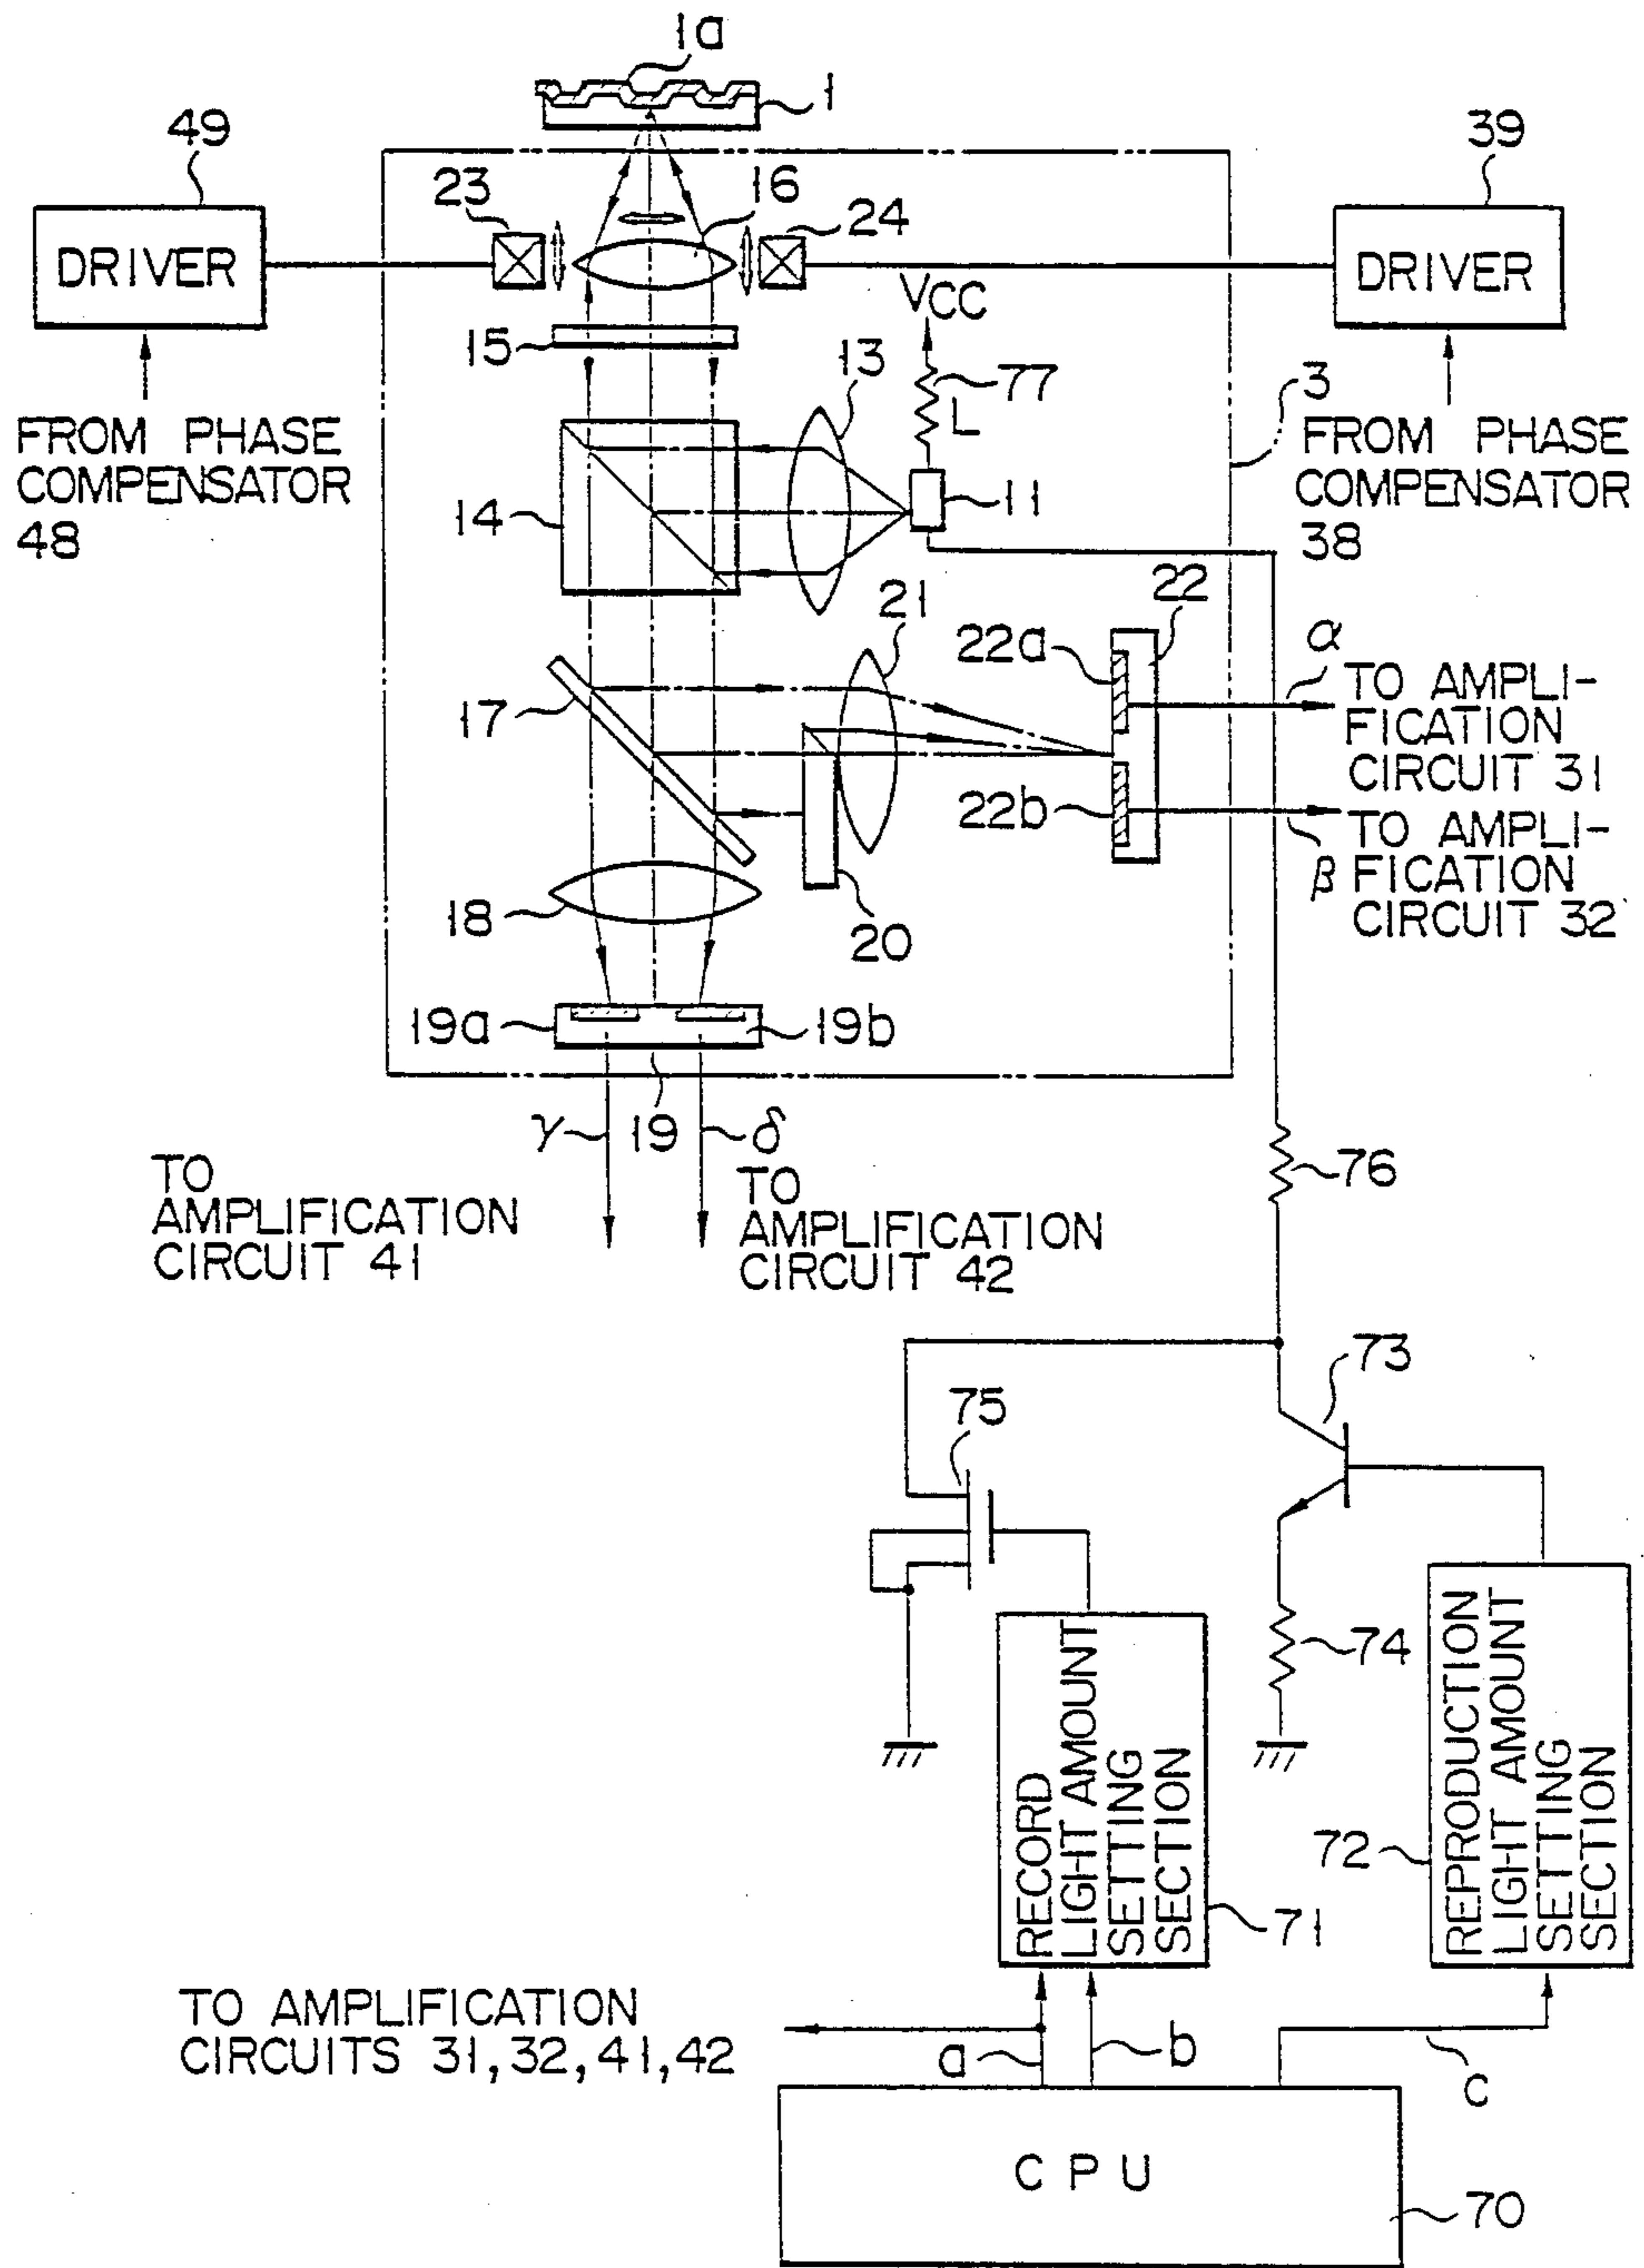 1a
1
49
39
23
16
24
DRIVER
DRIVER
VCC
15
13
77
L
3
FROM PHASE
COMPENSATOR
48
FROM PHASE
COMPENSATOR
38
14
11
21
22
22a
α
17
TO AMPLI-
FICATION
CIRCUIT 31
22b
TO AMPLI-
β FICATION
CIRCUIT 32
18
20
19a
19b
γ
19
δ
TO
AMPLIFICATION
CIRCUIT 41
TO
AMPLIFICATION
CIRCUIT 42
76
73
75
74
RECORD
LIGHT AMOUNT
SETTING
SECTION
REPRODUCTION
LIGHT AMOUNT
SETTING
SECTION
72
71
TO AMPLIFICATION
CIRCUITS 31,32,41,42
a
b
c
CPU
70